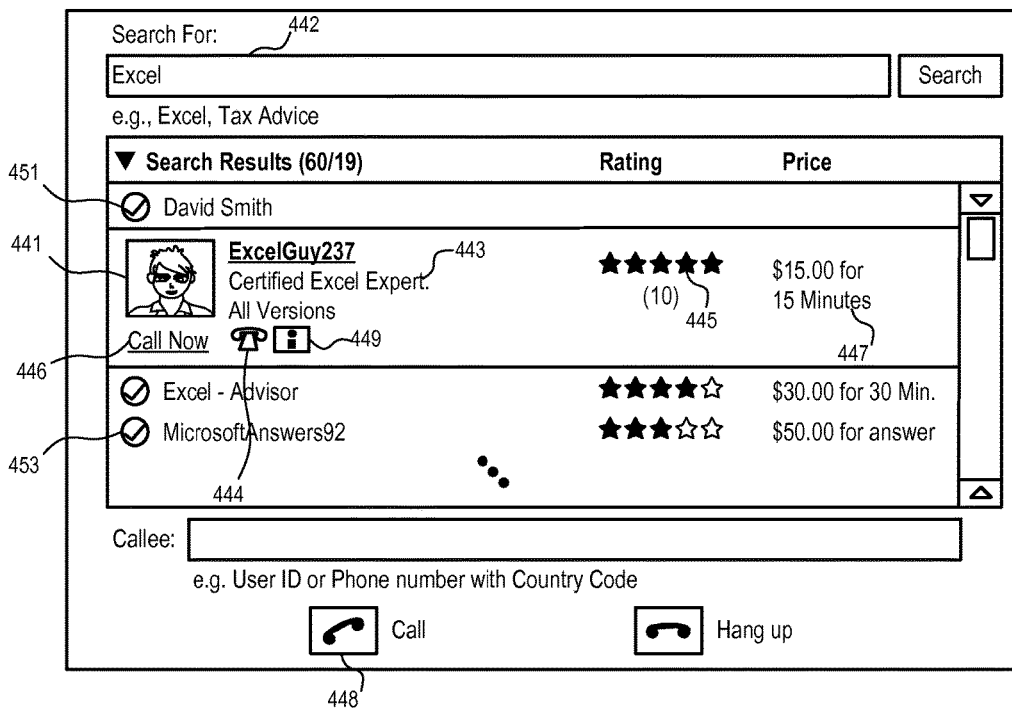 442
Search For:
Excel
Search
e.g., Excel, Tax Advice
Search Results (60/19) Rating Price
451
David Smith
441
ExcelGuy237
443
Certified Excel Expert.
All Versions
(10)
445
$15.00 for
15 Minutes
447
Call Now
449
446
Excel - Advisor $30.00 for 30 Min.
MicrosoftAnswers92 $50.00 for answer
453
444
Callee:
e.g. User ID or Phone number with Country Code
Call
Hang up
448